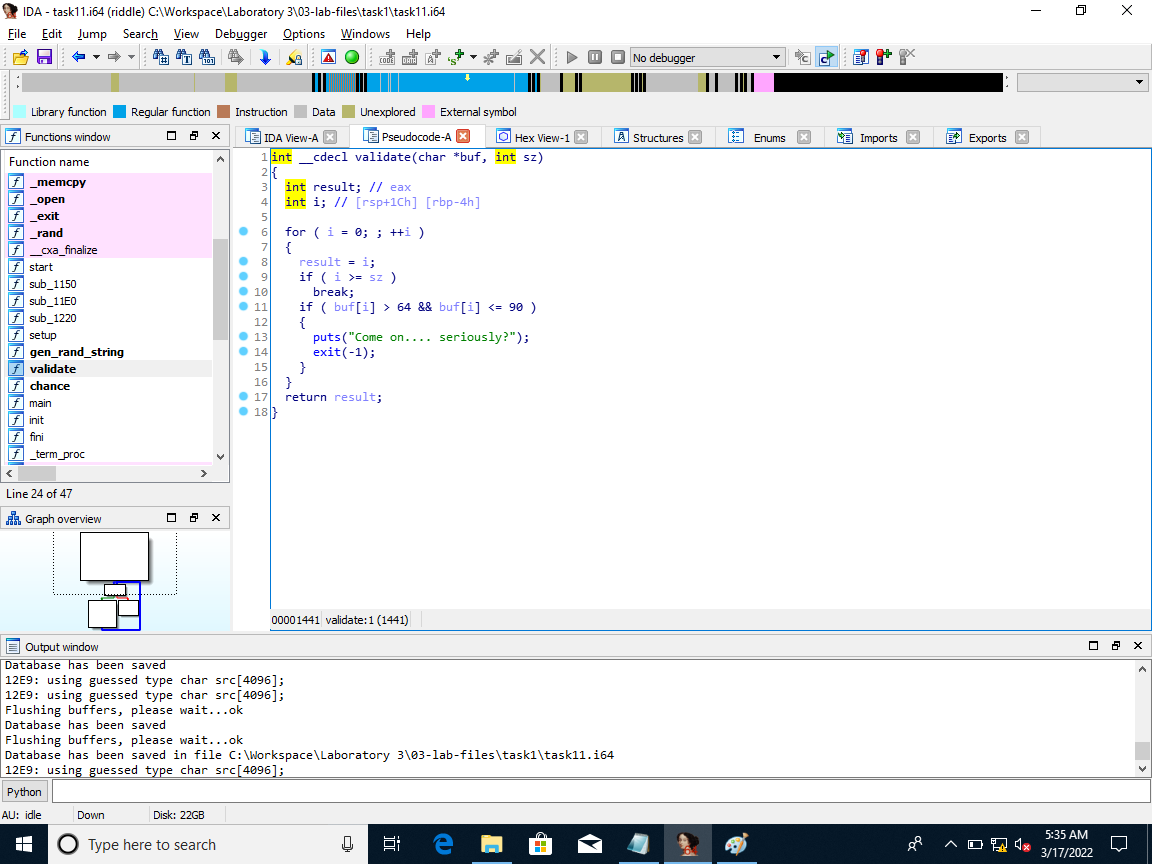 IDA - task11.i64 (riddle) C:\Workspace\Laboratory 3\03-lab-files\task1\task11.i64
File Edit Jump Search View Debugger Options Windows Help
No debugger
Library function Regular function Instruction Data Unexplored External symbol
Functions window
IDA View-A Pseudocode-A Hex View-1 Structures Enums Imports Exports
Function name
_memcpy
_open
_exit
_rand
__cxa_finalize
start
sub_1150
sub_11E0
sub_1220
setup
gen_rand_string
validate
chance
main
init
fini
_term_proc
Line 24 of 47
Graph overview
1 int __cdecl validate(char *buf, int sz)
2 {
3 int result; // eax
4 int i; // [rsp+1Ch] [rbp-4h]
5
6 for ( i = 0; ; ++i )
7 {
8 result = i;
9 if ( i >= sz )
10 break;
11 if ( buf[i] > 64 && buf[i] <= 90 )
12 {
13 puts("Come on.... seriously?");
14 exit(-1);
15 }
16 }
17 return result;
18 }
00001441 validate:1 (1441)
Output window
Database has been saved
12E9: using guessed type char src[4096];
12E9: using guessed type char src[4096];
Flushing buffers, please wait...ok
Database has been saved
Flushing buffers, please wait...ok
Database has been saved in file C:\Workspace\Laboratory 3\03-lab-files\task1\task11.i64
12E9: using guessed type char src[4096];
Python
AU: idle Down Disk: 22GB
Type here to search
5:35 AM
3/17/2022